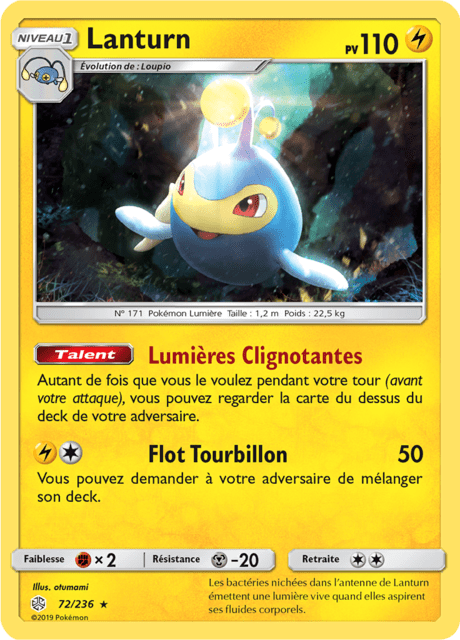 NIVEAU 1
Lanturn
PV 110
Évolution de : Loupio
N° 171 Pokémon Lumière Taille : 1,2 m Poids : 22,5 kg
Talent Lumières Clignotantes
Autant de fois que vous le voulez pendant votre tour (avant
votre attaque), vous pouvez regarder la carte du dessus du
deck de votre adversaire.
Flot Tourbillon 50
Vous pouvez demander à votre adversaire de mélanger
son deck.
Faiblesse ×2 Résistance -20 Retraite
Illus. otumami
72/236
©2019 Pokémon
Les bactéries nichées dans l'antenne de Lanturn
émettent une lumière vive quand elles aspirent
ses fluides corporels.